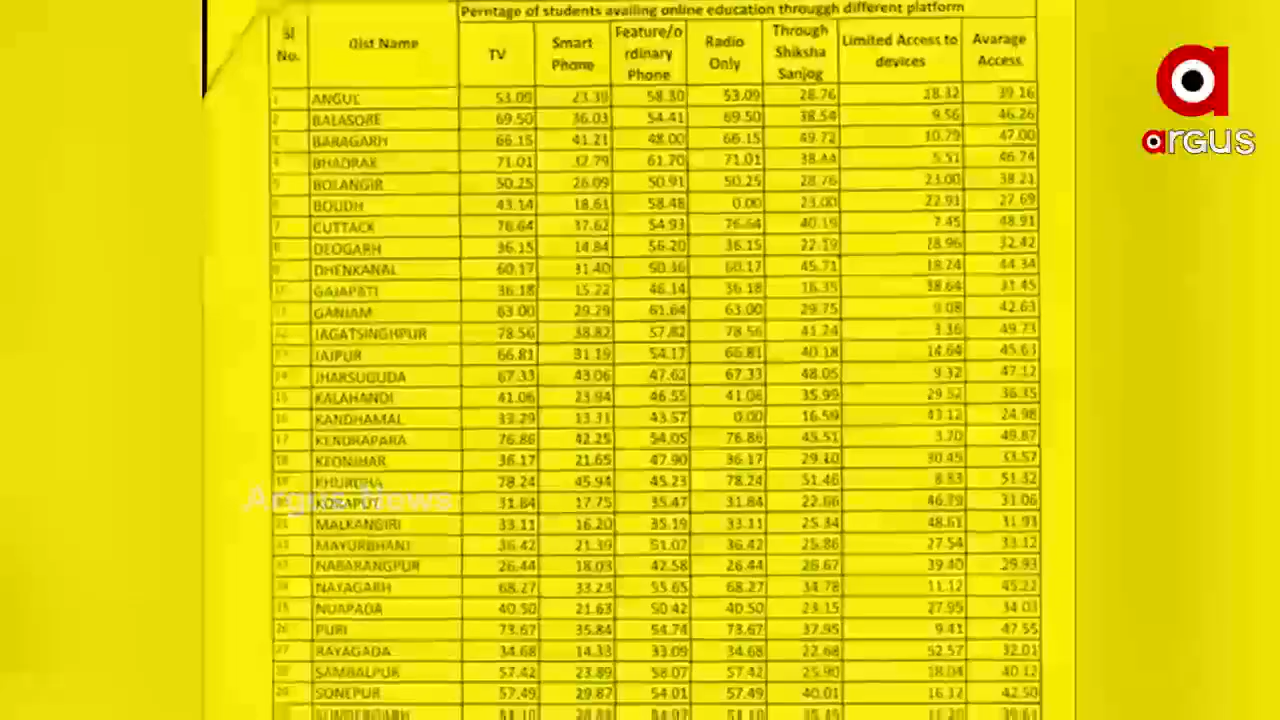 Perntage of students availing online education througgh different platform
Sl No. Dist Name TV Smart Phone Feature/o rdinary Phone Radio Only Through Shiksha Sanjog Limited Access to devices Avarage Access
1 ANGUL 53.09 23.39 58.30 53.09 28.76 18.32 39.16
2 BALASORE 69.50 36.03 54.41 69.50 38.54 9.56 46.26
3 BARAGARH 66.15 41.21 48.00 66.15 49.72 10.79 47.00
4 BHADRAK 71.01 32.79 61.70 71.01 38.44 5.51 46.74
5 BOLANGIR 50.25 26.09 50.91 50.25 28.76 23.00 38.21
6 BOUDH 43.14 18.61 58.48 0.00 23.00 22.91 27.69
7 CUTTACK 76.64 37.62 54.93 76.64 40.19 7.45 48.91
8 DEOGARH 36.15 14.84 56.20 36.15 22.19 28.96 32.42
9 DHENKANAL 60.17 31.40 50.36 60.17 45.71 18.24 44.34
10 GAJAPATI 36.18 15.22 46.14 36.18 16.35 38.64 31.45
11 GANJAM 63.00 29.29 61.64 63.00 29.75 9.08 42.63
12 JAGATSINGHPUR 78.56 38.82 57.82 78.56 41.24 3.36 49.73
13 JAJPUR 66.81 31.19 54.17 66.81 40.18 14.64 45.63
14 JHARSUGUDA 67.33 43.06 47.62 67.33 48.05 9.32 47.12
15 KALAHANDI 41.06 23.94 46.55 41.06 35.99 29.52 36.35
16 KANDHAMAL 33.29 13.31 43.57 0.00 16.59 43.12 24.98
17 KENDRAPARA 76.86 42.25 54.05 76.86 45.51 3.70 49.87
18 KEONJHAR 36.17 21.65 47.90 36.17 29.10 30.45 33.57
19 KHURDHA 78.24 45.94 45.23 78.24 51.46 8.83 51.32
20 KORAPUT 31.84 17.75 35.47 31.84 22.66 46.79 31.06
21 MALKANGIRI 33.11 16.20 35.19 33.11 25.34 48.61 31.93
22 MAYURBHANJ 36.42 21.39 51.07 36.42 25.86 27.54 33.12
23 NABARANGPUR 26.44 18.03 42.58 26.44 26.67 39.40 29.93
24 NAYAGARH 68.27 33.23 55.65 68.27 34.78 11.12 45.22
25 NUAPADA 40.50 21.63 50.42 40.50 23.15 27.95 34.03
26 PURI 73.67 35.84 54.74 73.67 37.95 9.41 47.55
27 RAYAGADA 34.68 14.33 33.09 34.68 22.68 52.57 32.01
28 SAMBALPUR 57.42 23.89 58.07 57.42 25.90 18.04 40.12
29 SONEPUR 57.49 29.87 54.01 57.49 40.01 16.12 42.50
SUNDERGARH
argus
Argus News